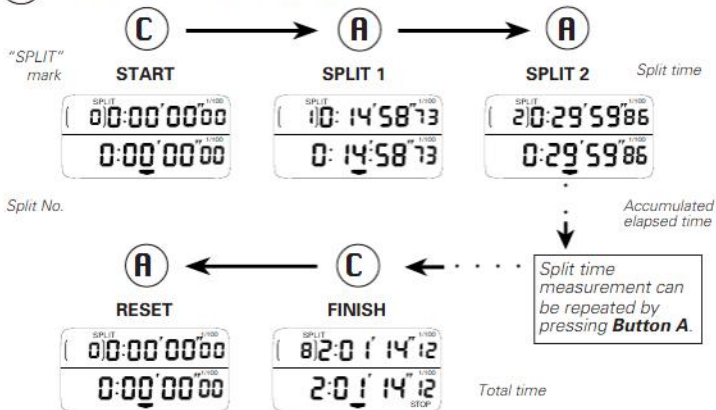 C A A
"SPLIT"
mark
START SPLIT 1 SPLIT 2 Split time
SPLIT 1/100 SPLIT 1/100 SPLIT 1/100
0) 0:00'00"00 1) 0:14'58"73 2) 0:29'59"86
0:00'00"00 0:14:58"73 0:29'59"86
Split No. Accumulated
elapsed time
A C Split time
measurement can
be repeated by
pressing Button A.
RESET FINISH
SPLIT 1/100 SPLIT 1/100
0) 0:00'00"00 8) 2:01'14"12
0:00'00"00 2:01'14"12 Total time
STOP